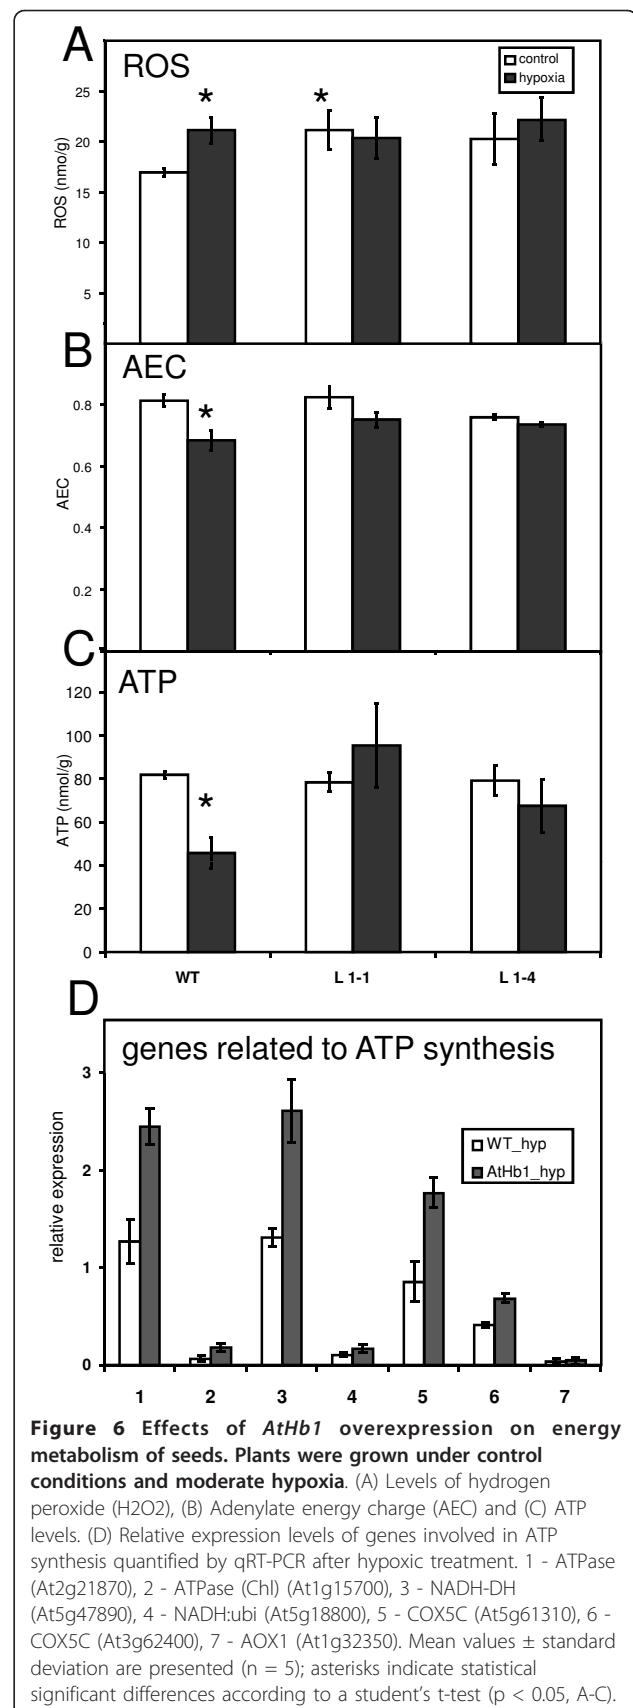 A
ROS
control
hypoxia
*
*
25
20
15
10
5
ROS (nmo/g)
B
AEC
*
0.8
0.6
0.4
0.2
AEC
C
ATP
*
120
100
80
60
40
20
0
ATP (nmol/g)
WT
L 1-1
L 1-4
D
genes related to ATP synthesis
WT_hyp
AtHb1_hyp
3
2
1
0
relative expression
1 2 3 4 5 6 7
Figure 6 Effects of AtHb1 overexpression on energy
metabolism of seeds. Plants were grown under control
conditions and moderate hypoxia. (A) Levels of hydrogen
peroxide (H2O2), (B) Adenylate energy charge (AEC) and (C) ATP
levels. (D) Relative expression levels of genes involved in ATP
synthesis quantified by qRT-PCR after hypoxic treatment. 1 - ATPase
(At2g21870), 2 - ATPase (Chl) (At1g15700), 3 - NADH-DH
(At5g47890), 4 - NADH:ubi (At5g18800), 5 - COX5C (At5g61310), 6 -
COX5C (At3g62400), 7 - AOX1 (At1g32350). Mean values ± standard
deviation are presented (n = 5); asterisks indicate statistical
significant differences according to a student's t-test (p < 0.05, A-C).